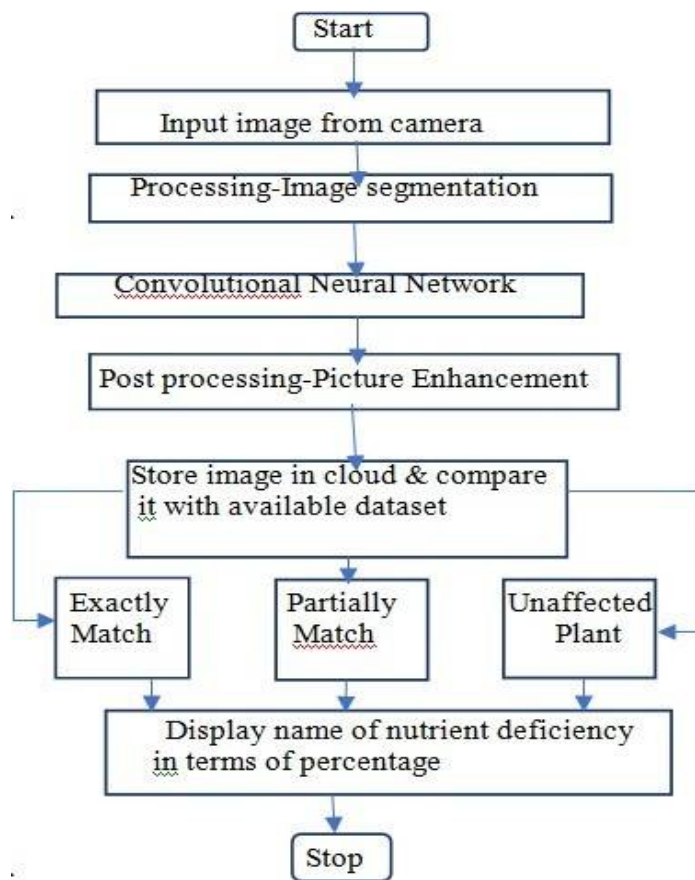 Start
Input image from camera
Processing-Image segmentation
Convolutional Neural Network
Post processing-Picture Enhancement
Store image in cloud & compare
it with available dataset
Exactly
Match
Partially
Match
Unaffected
Plant
Display name of nutrient deficiency
in terms of percentage
Stop